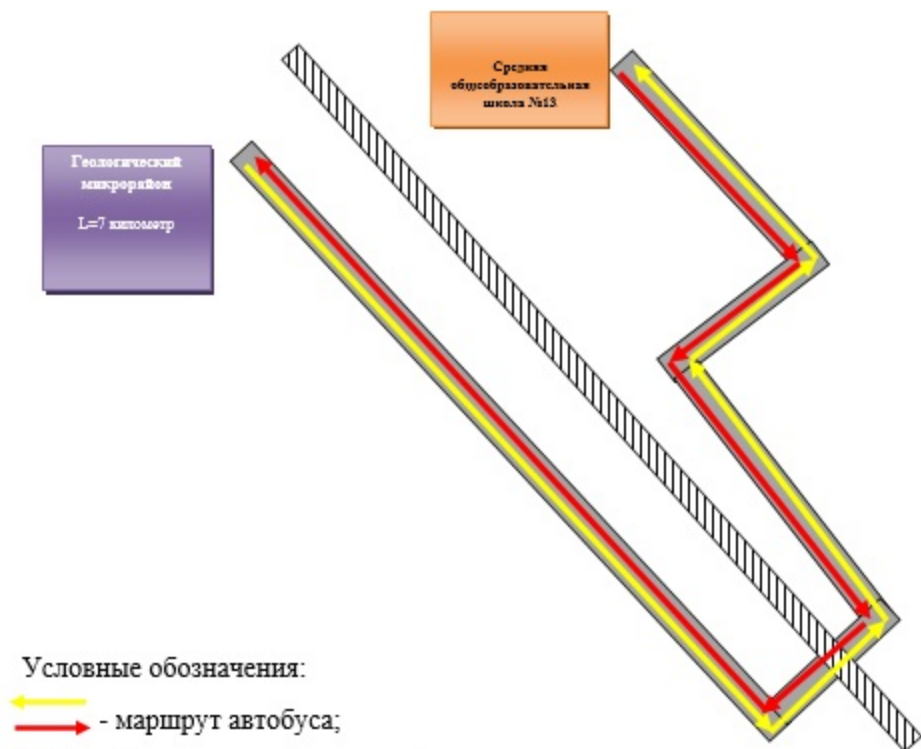 Средняя
общеобразовательная
школа №13
Геологический
микрорайон
L=7 километр
Условные обозначения:
- маршрут автобуса;